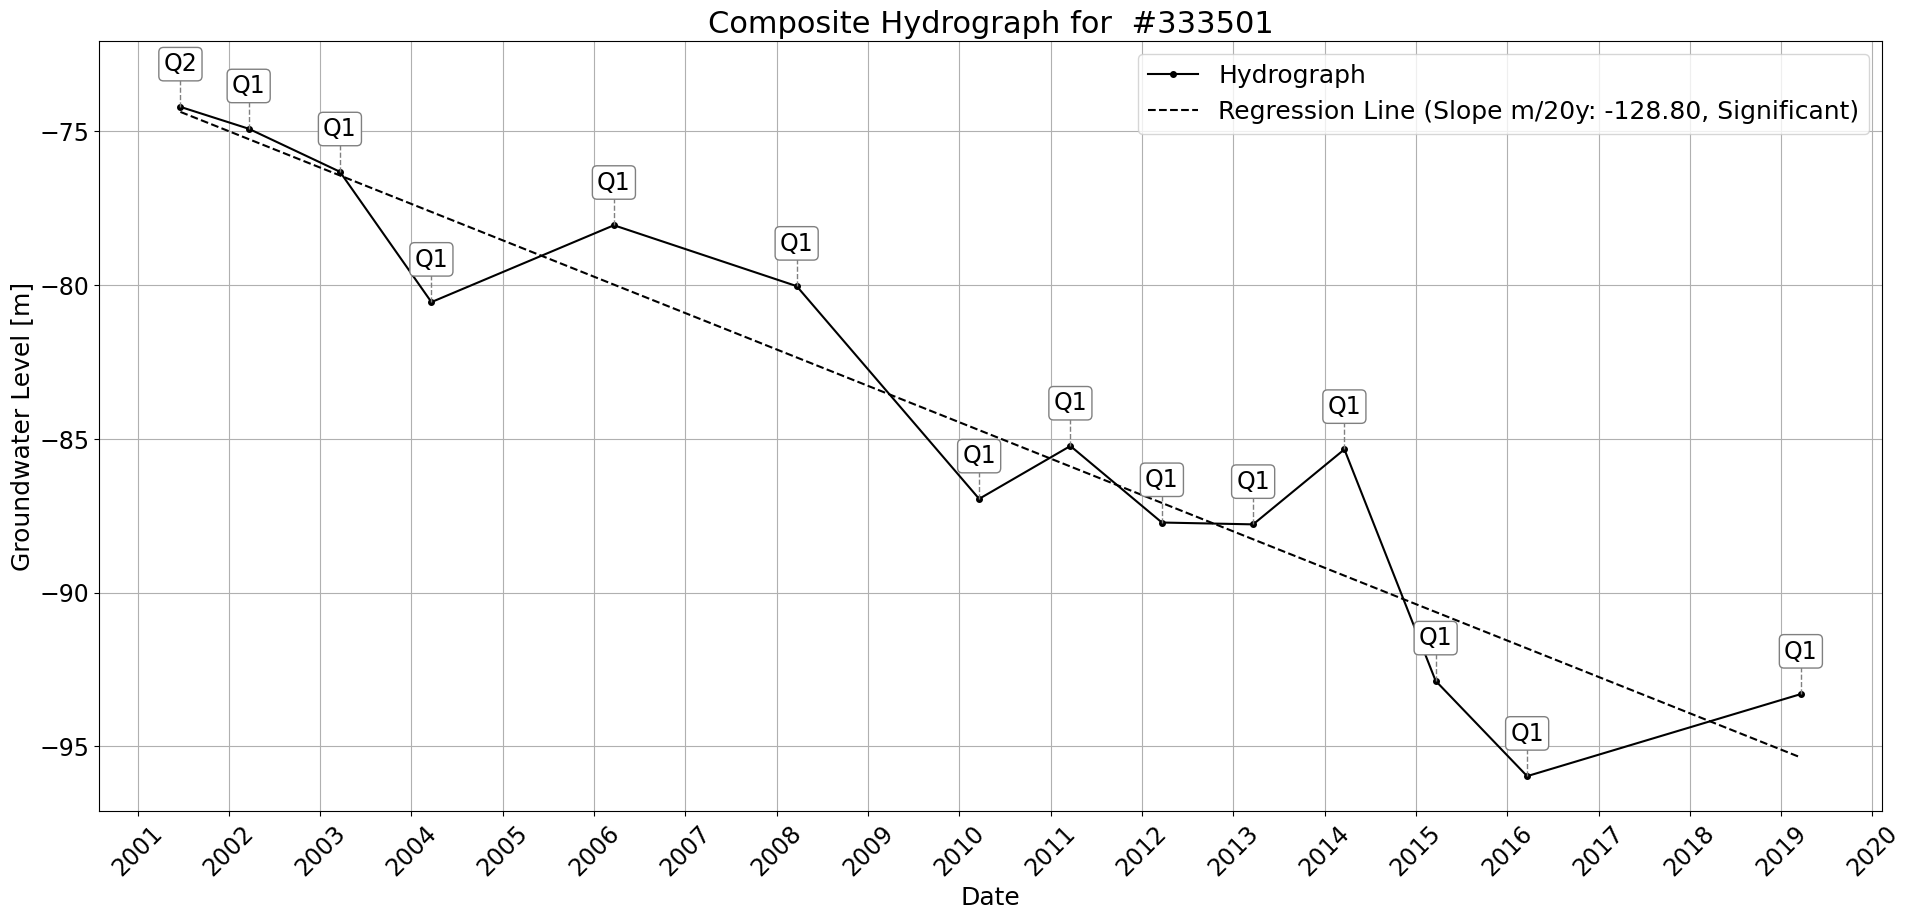 Composite Hydrograph for  #333501
Hydrograph
Regression Line (Slope m/20y: -128.80, Significant)
Q2
Q1
Q1
Q1
Q1
Q1
Q1
Q1
Q1
Q1
Q1
Q1
Q1
Q1
Groundwater Level [m]
−75
−80
−85
−90
−95
2001
2002
2003
2004
2005
2006
2007
2008
2009
2010
2011
2012
2013
2014
2015
2016
2017
2018
2019
2020
Date